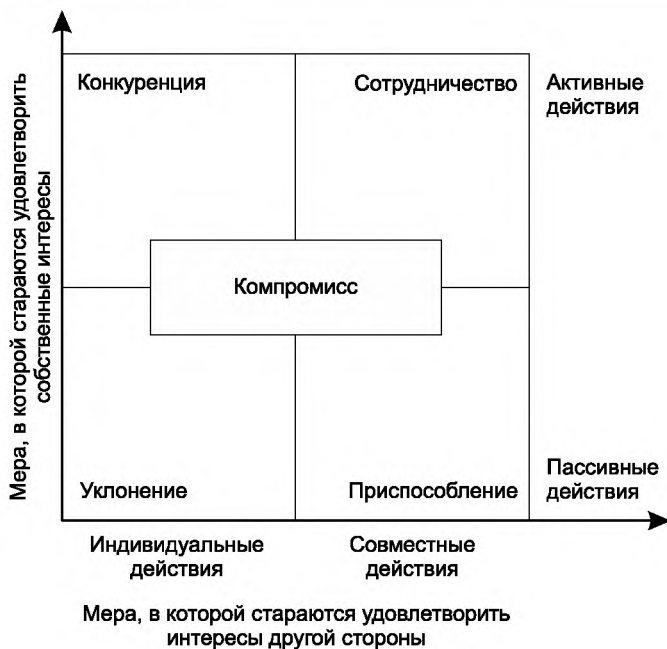 Мера, в которой стараются удовлетворить
собственные интересы
Конкуренция
Сотрудничество
Активные
действия
Компромисс
Уклонение
Приспособление
Пассивные
действия
Индивидуальные
действия
Совместные
действия
Мера, в которой стараются удовлетворить
интересы другой стороны